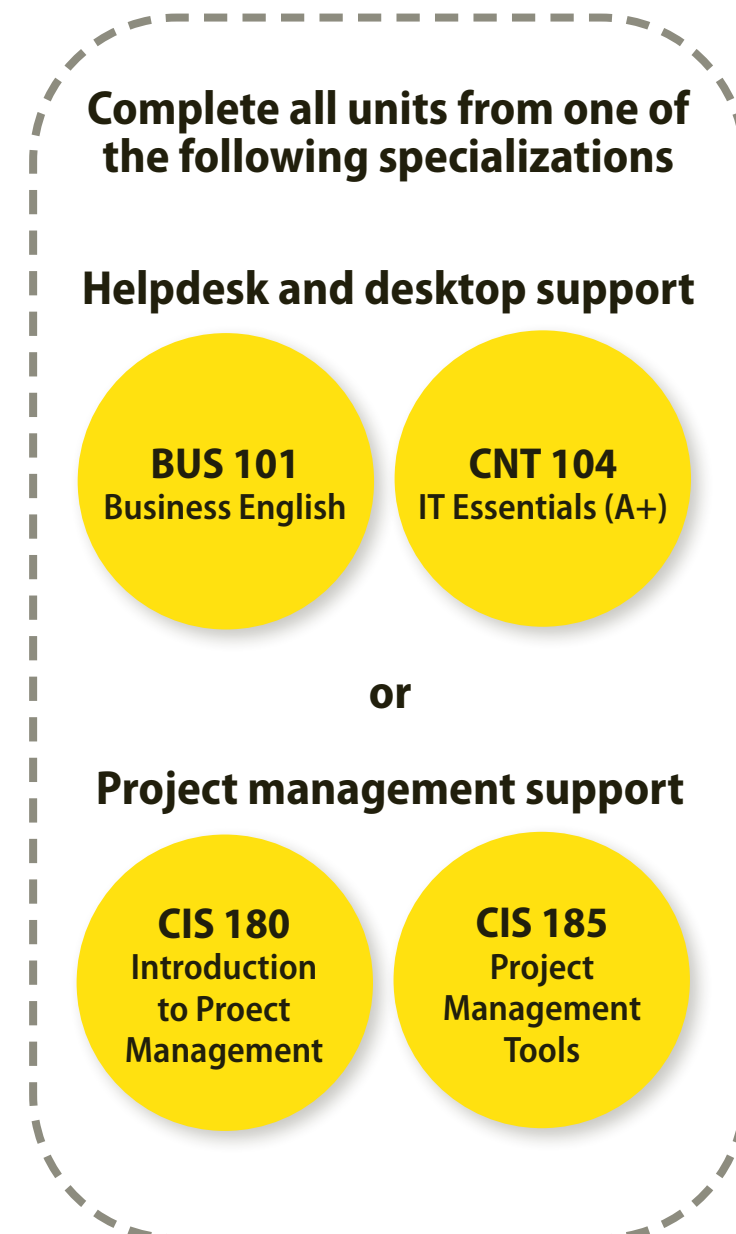 Complete all units from one of
the following specializations
Helpdesk and desktop support
BUS 101
Business English
CNT 104
IT Essentials (A+)
or
Project management support
CIS 180
Introduction
to Proect
Management
CIS 185
Project
Management
Tools